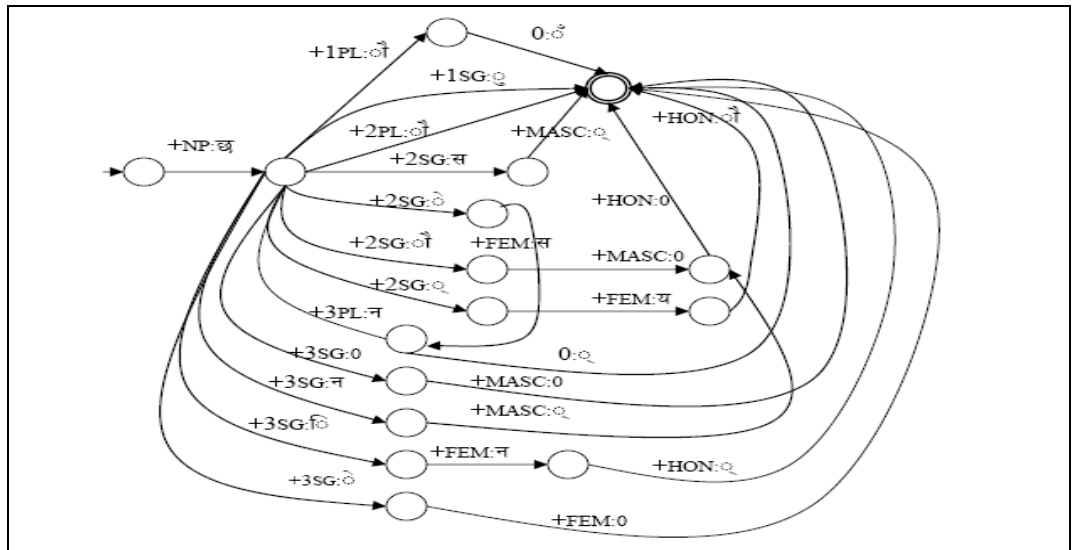 0:ँ
+1PL:ौ
+1SG:ु
+2PL:ौ
+MASC:्
+HON:ौ
+NP:छ
+2SG:स
+2SG:े
+HON:0
+2SG:ौ
+FEM:स
+MASC:0
+2SG:्
+FEM:य
+3PL:न
+3SG:0
0:्
+3SG:न
+MASC:0
+MASC:्
+3SG:ि
+FEM:न
+HON:्
+3SG:े
+FEM:0